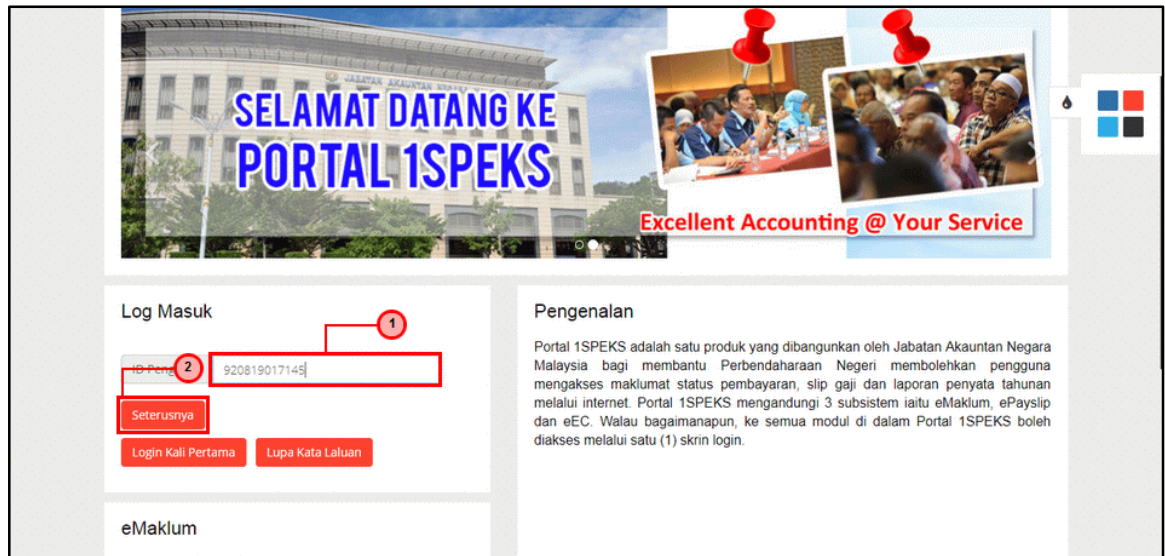 JABATAN AKAUNTAN NEGARA
SELAMAT DATANG KE
PORTAL 1SPEKS
Excellent Accounting @ Your Service
Log Masuk
1
2
920819017145
Seterusnya
Login Kali Pertama
Lupa Kata Laluan
eMaklum
Pengenalan
Portal 1SPEKS adalah satu produk yang dibangunkan oleh Jabatan Akauntan Negara
Malaysia bagi membantu Perbendaharaan Negeri membolehkan pengguna
mengakses maklumat status pembayaran, slip gaji dan laporan penyata tahunan
melalui internet. Portal 1SPEKS mengandungi 3 subsistem iaitu eMaklum, ePayslip
dan eEC. Walau bagaimanapun, ke semua modul di dalam Portal 1SPEKS boleh
diakses melalui satu (1) skrin login.